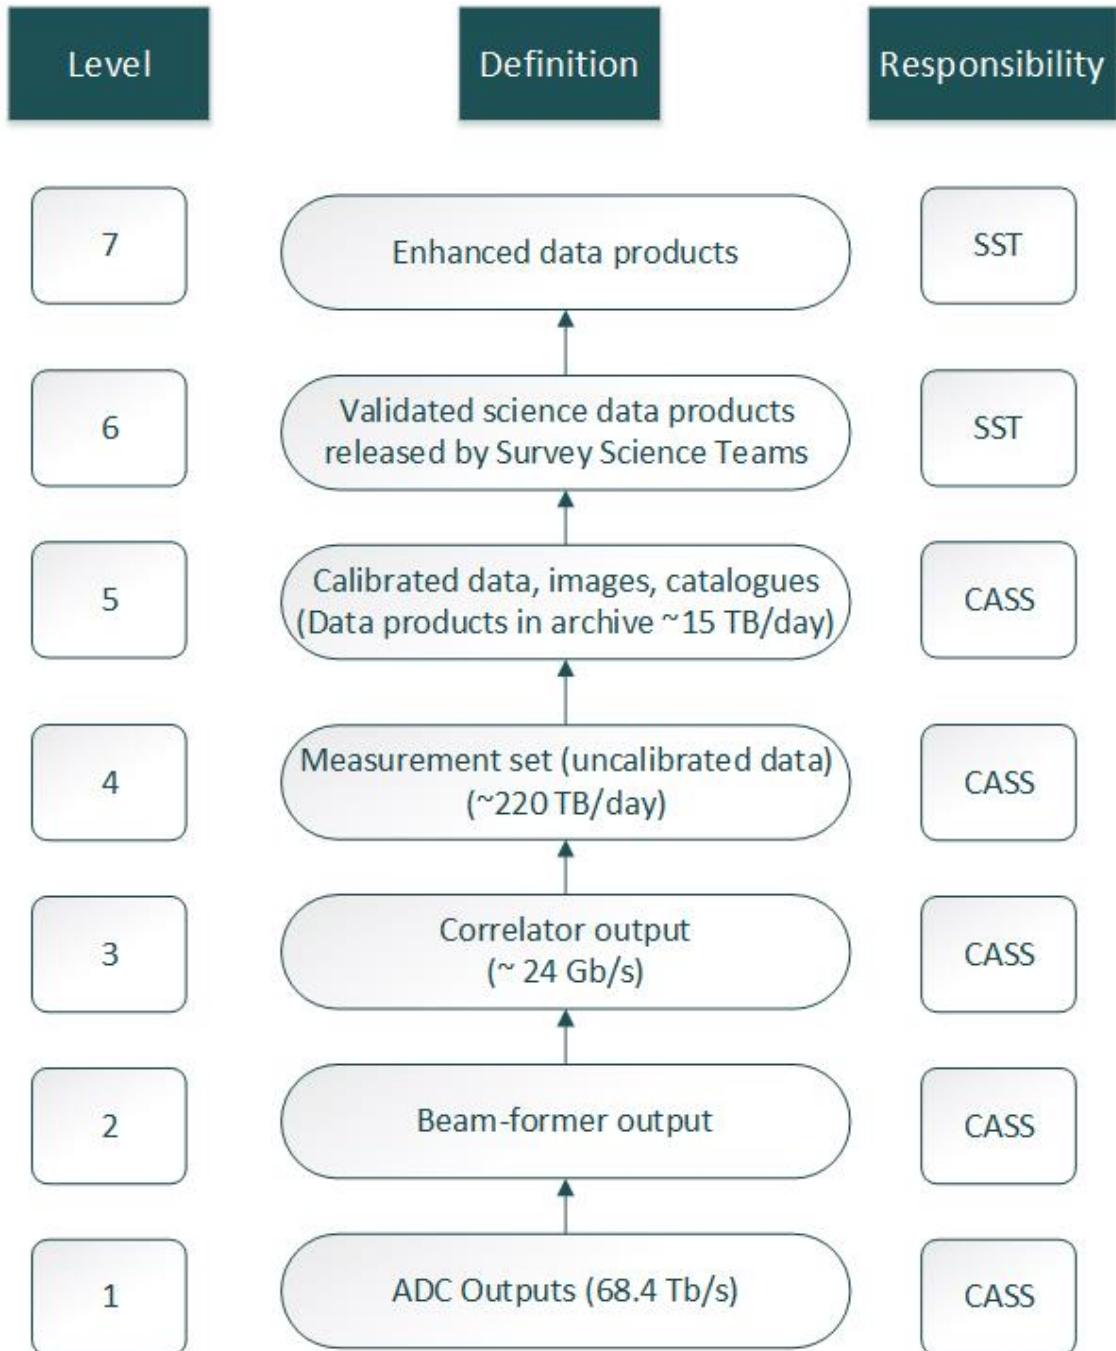 Level
Definition
Responsibility
7
Enhanced data products
SST
6
Validated science data products
released by Survey Science Teams
SST
5
Calibrated data, images, catalogues
(Data products in archive ~15 TB/day)
CASS
4
Measurement set (uncalibrated data)
(~220 TB/day)
CASS
3
Correlator output
(~ 24 Gb/s)
CASS
2
Beam-former output
CASS
1
ADC Outputs (68.4 Tb/s)
CASS